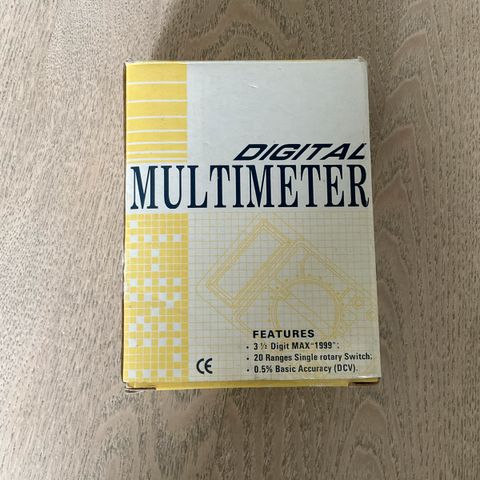 DIGITAL
MULTIMETER
FEATURES
• 3 ½ Digit MAX "1999";
• 20 Ranges Single rotary Switch;
• 0.5% Basic Accuracy (DCV).
CE